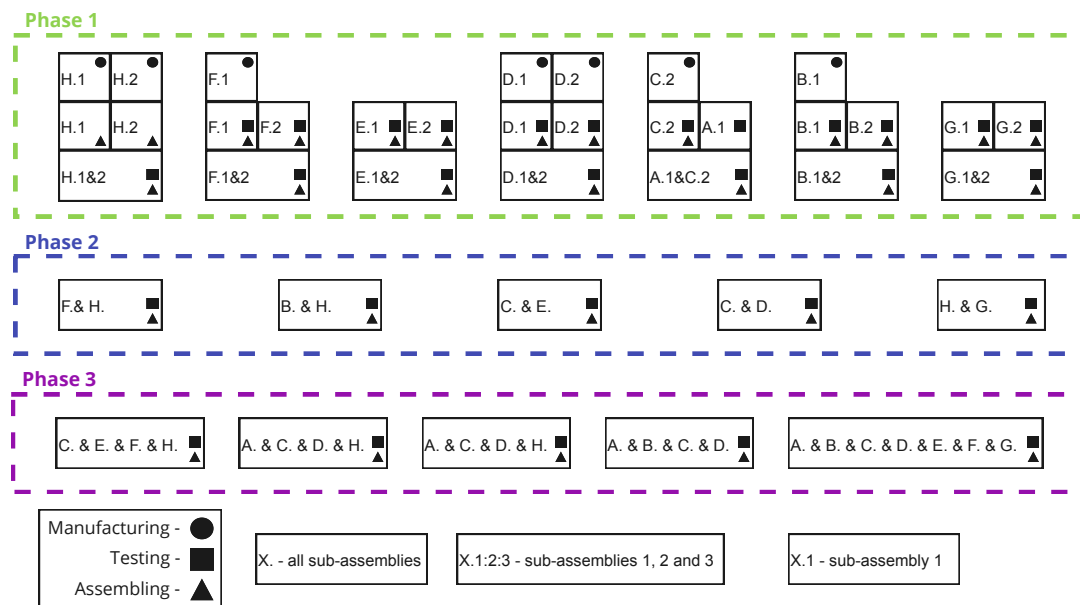 Phase 1
H.1 H.2 F.1 D.1 D.2 C.2 B.1
H.1 H.2 F.1 F.2 E.1 E.2 D.1 D.2 C.2 A.1 B.1 B.2 G.1 G.2
H.1&2 F.1&2 E.1&2 D.1&2 A.1&C.2 B.1&2 G.1&2
Phase 2
F.& H. B. & H. C. & E. C. & D. H. & G.
Phase 3
C. & E. & F. & H. A. & C. & D. & H. A. & C. & D. & H. A. & B. & C. & D. A. & B. & C. & D. & E. & F. & G.
Manufacturing -
Testing -
Assembling -
X. - all sub-assemblies
X.1:2:3 - sub-assemblies 1, 2 and 3
X.1 - sub-assembly 1